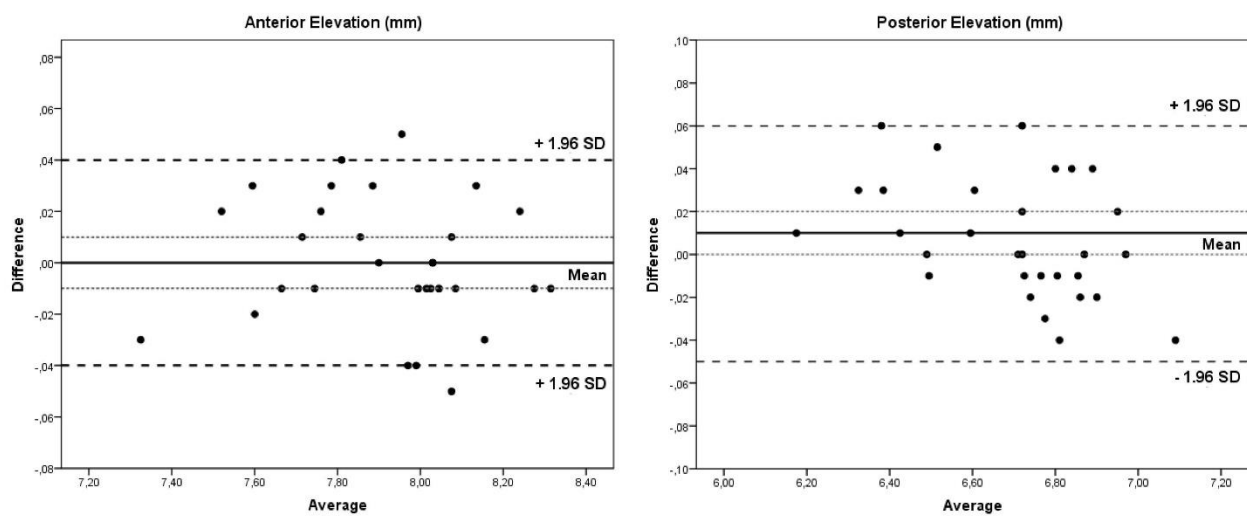 Anterior Elevation (mm)
,08
,06
,04
,02
,00
-,02
-,04
-,06
-,08
Difference
+ 1.96 SD
Mean
+ 1.96 SD
7,20 7,40 7,60 7,80 8,00 8,20 8,40
Average
Posterior Elevation (mm)
,10
,08
,06
,04
,02
,00
-,02
-,04
-,06
-,08
-,10
Difference
+ 1.96 SD
Mean
- 1.96 SD
6,00 6,20 6,40 6,60 6,80 7,00 7,20
Average